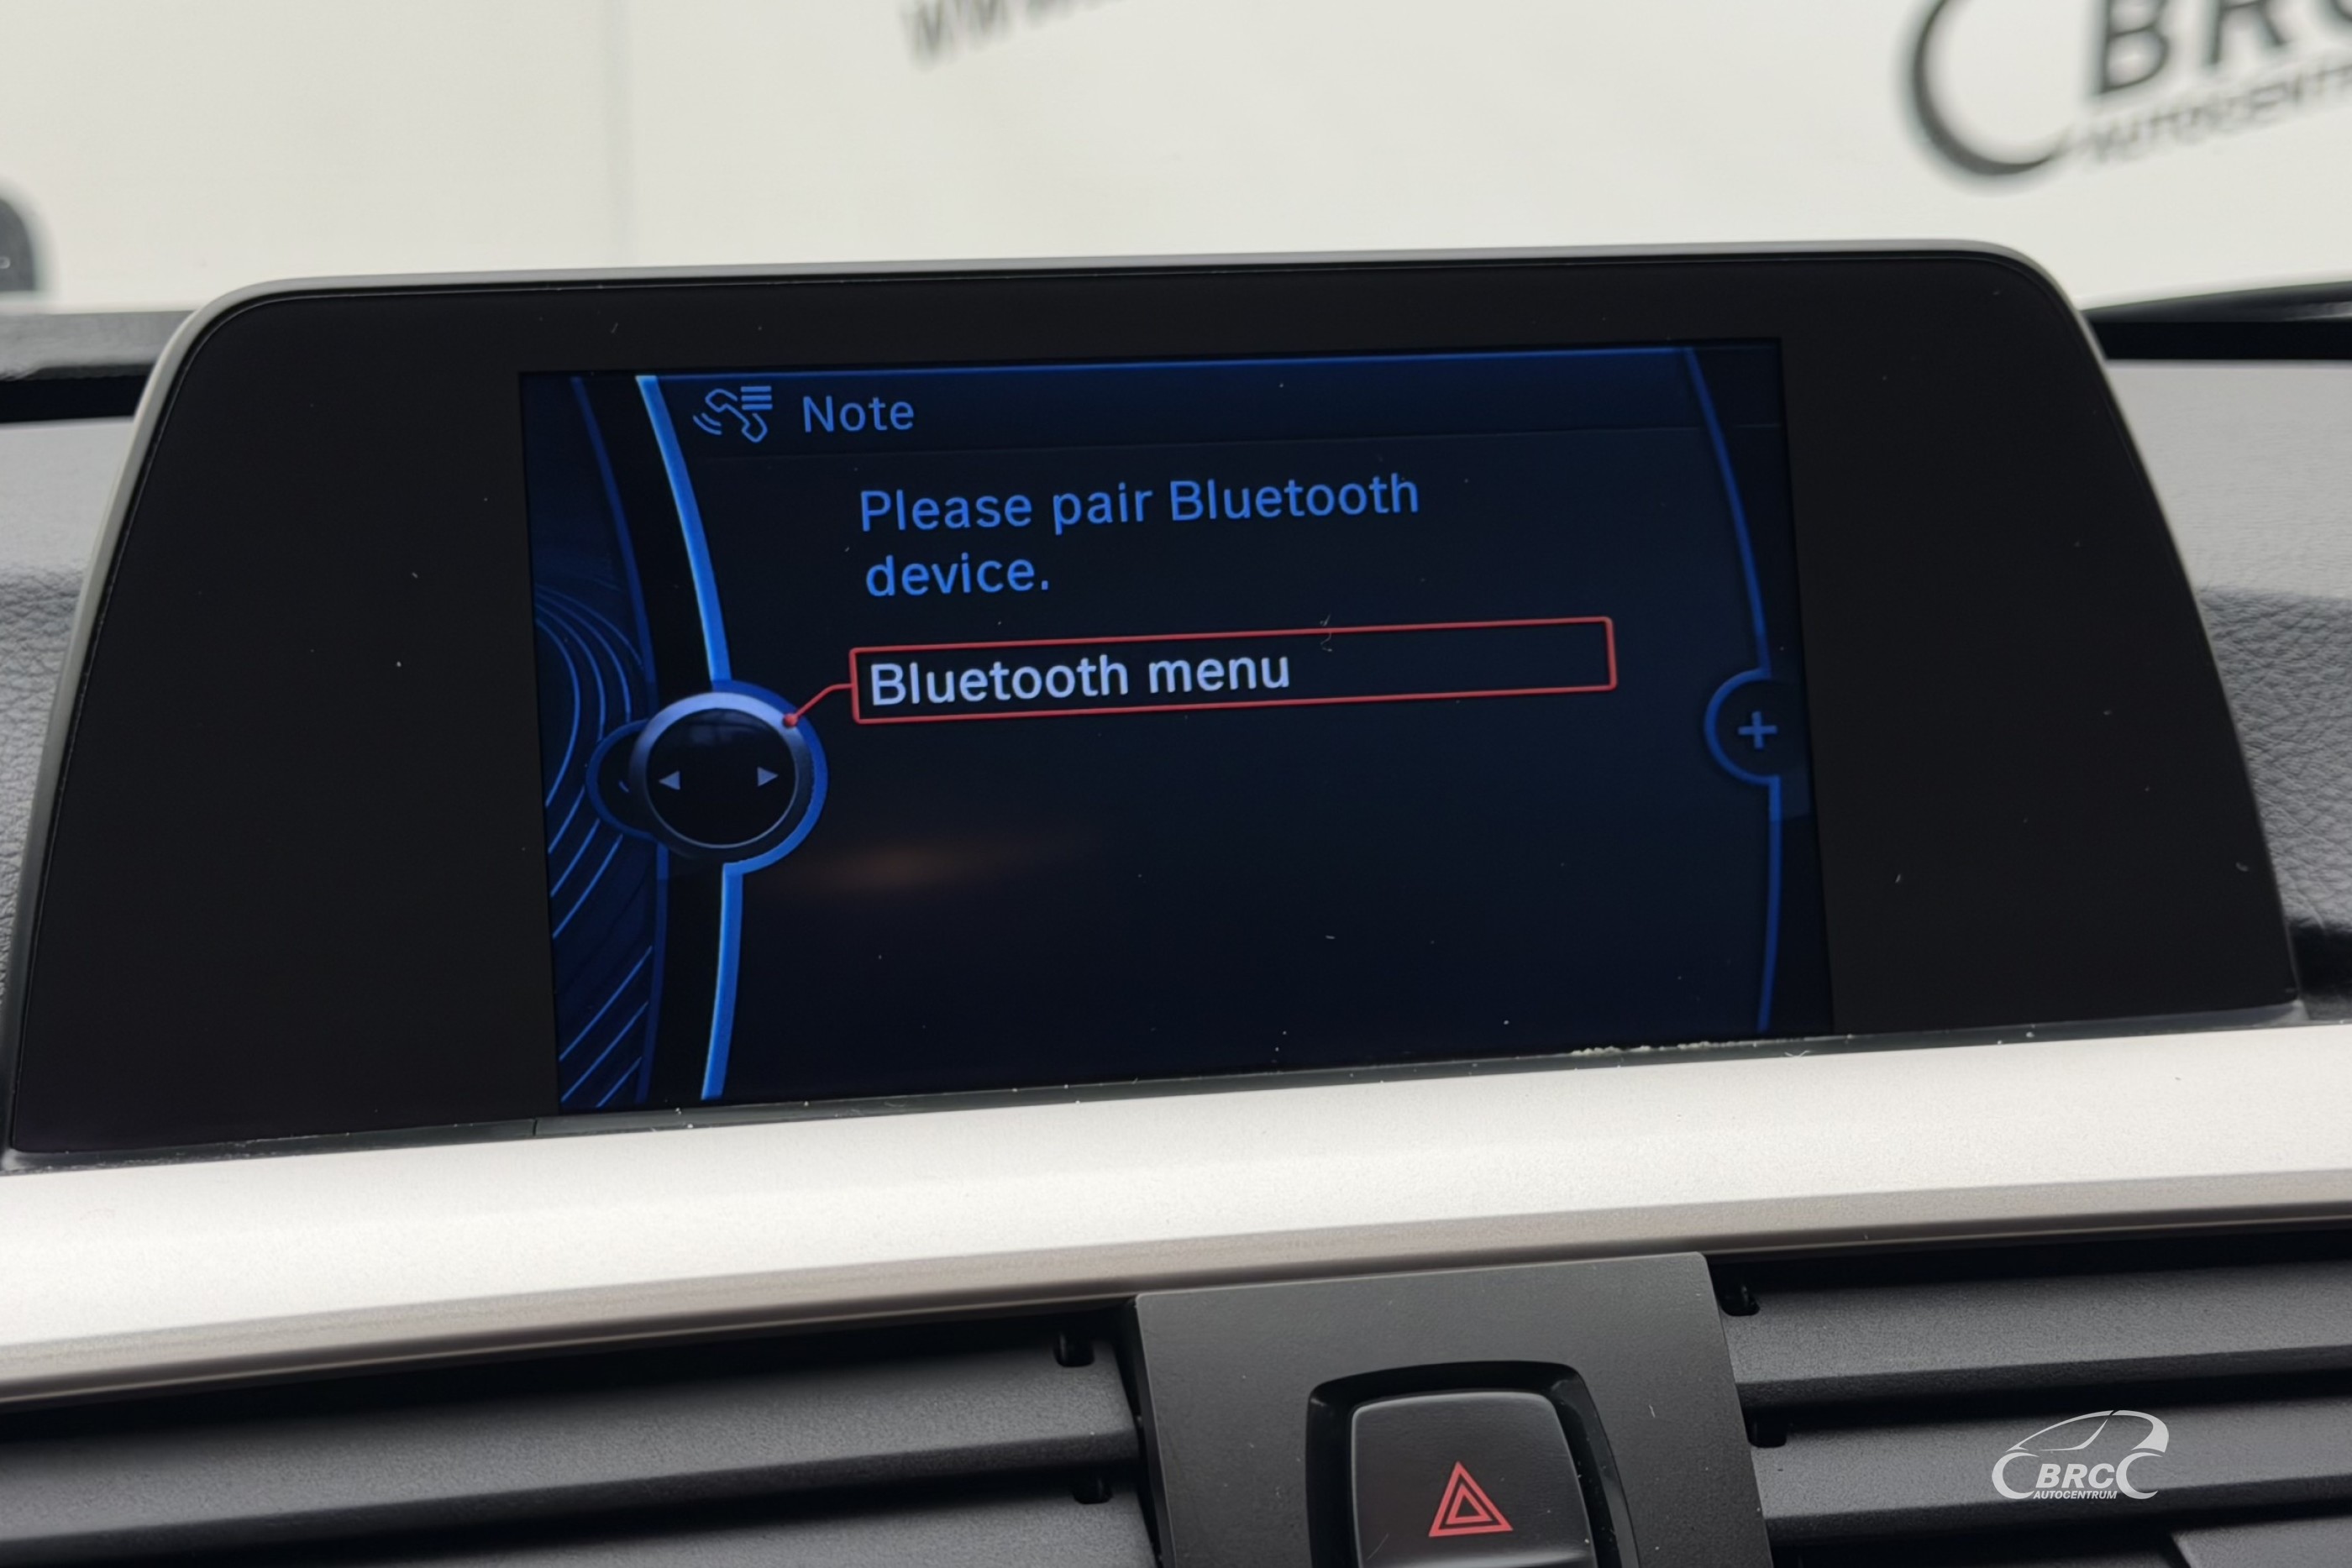 BRC
Note
Please pair Bluetooth
device.
Bluetooth menu
BRC
AUTOCENTRUM